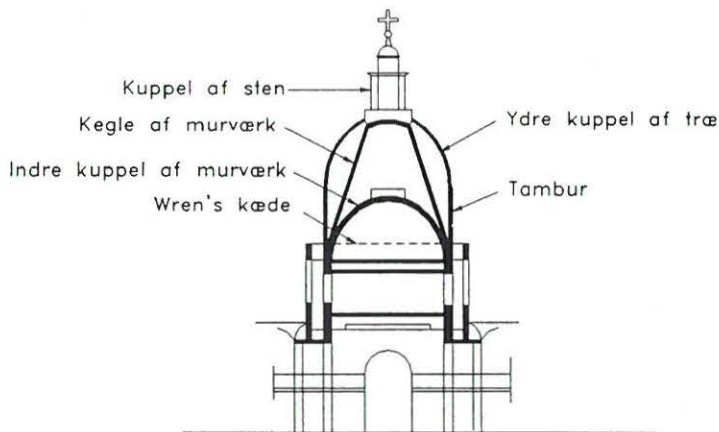 Kuppel af sten
Kegle af murværk
Ydre kuppel af træ
Indre kuppel af murværk
Tambur
Wren's kæde